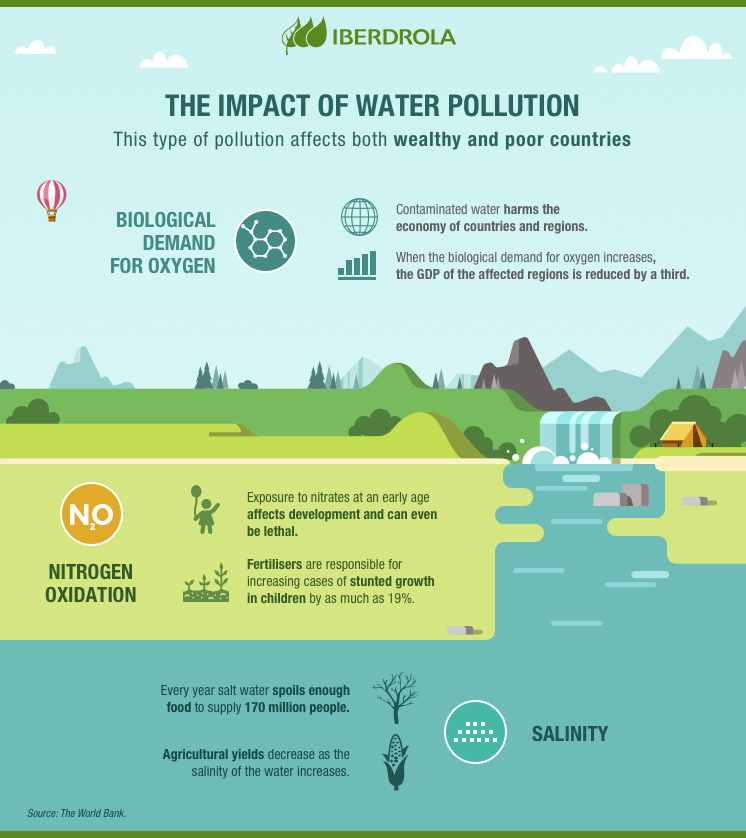 IBERDROLA
THE IMPACT OF WATER POLLUTION
This type of pollution affects both wealthy and poor countries
BIOLOGICAL
DEMAND
FOR OXYGEN
Contaminated water harms the
economy of countries and regions.
When the biological demand for oxygen increases,
the GDP of the affected regions is reduced by a third.
N2O
NITROGEN
OXIDATION
Exposure to nitrates at an early age
affects development and can even
be lethal.
Fertilisers are responsible for
increasing cases of stunted growth
in children by as much as 19%.
Every year salt water spoils enough
food to supply 170 million people.
Agricultural yields decrease as the
salinity of the water increases.
SALINITY
Source: The World Bank.